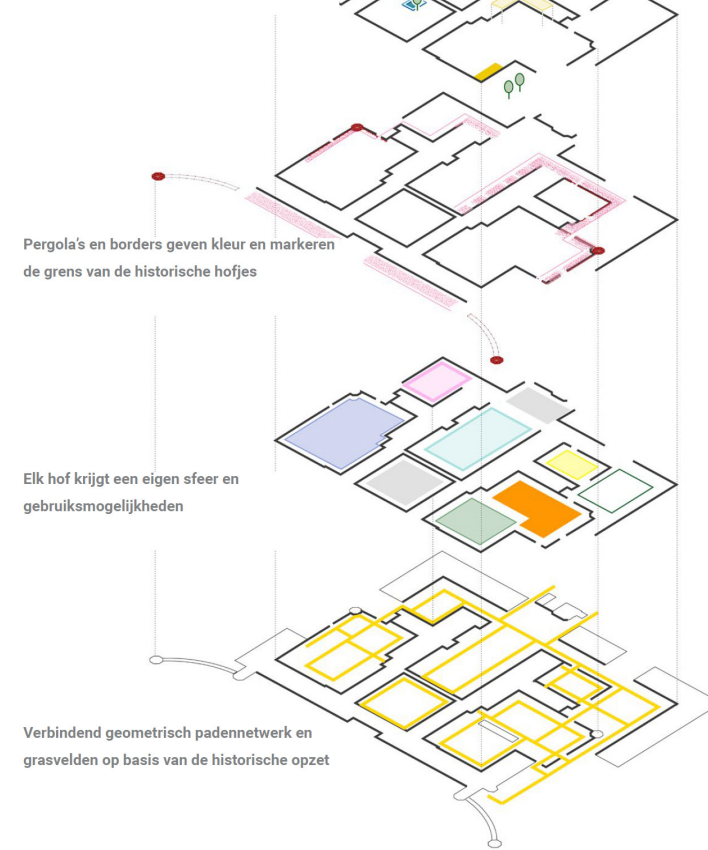 Pergola's en borders geven kleur en markeren
de grens van de historische hofjes
Elk hof krijgt een eigen sfeer en
gebruiksmogelijkheden
Verbindend geometrisch padennetwerk en
grasvelden op basis van de historische opzet